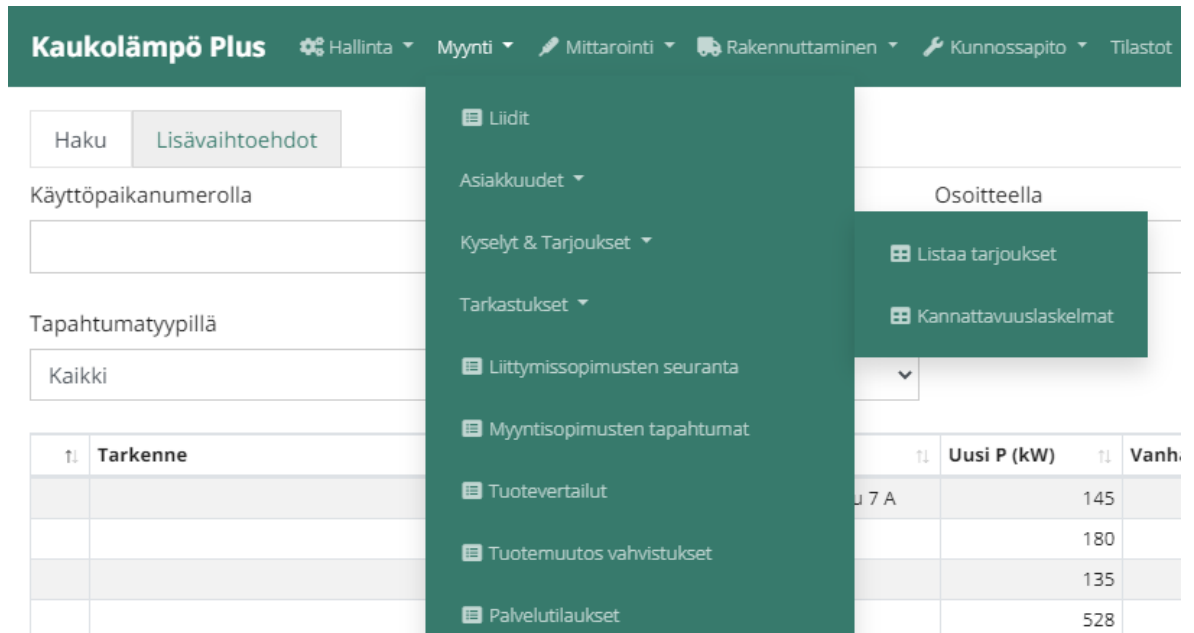 Kaukolämpö Plus Hallinta Myynti Mittarointi Rakennuttaminen Kunnossapito Tilastot
Liidit
Haku Lisävaihtoehdot
Asiakkuudet
Käyttöpaikanumerolla Osoitteella
Kyselyt & Tarjoukset
Listaa tarjoukset
Tarkastukset
Kannattavuuslaskelmat
Tapahtumatyypillä
Kaikki
Liittymissopimusten seuranta
Myyntisopimusten tapahtumat
Tarkenne Uusi P (kW)
Tuotevertailut
7 A 145
180
Tuotemuutos vahvistukset
135
Palvelutilaukset
528